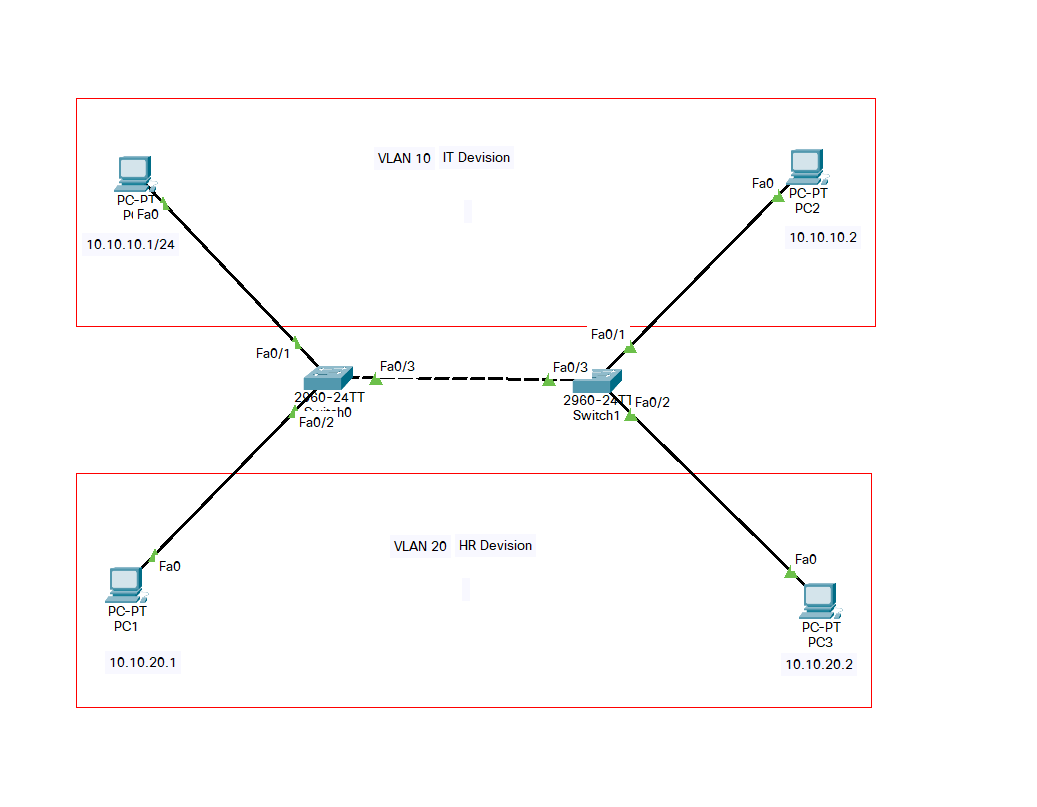 VLAN 10 IT Devision
PC-PT
Fa0
10.10.10.1/24
Fa0
PC-PT
PC2
10.10.10.2
Fa0/1
Fa0/3
2960-24TT
Switch0
Fa0/2
Fa0/1
Fa0/3
2960-24TT
Switch1
Fa0/2
VLAN 20 HR Devision
Fa0
PC-PT
PC1
10.10.20.1
Fa0
PC-PT
PC3
10.10.20.2